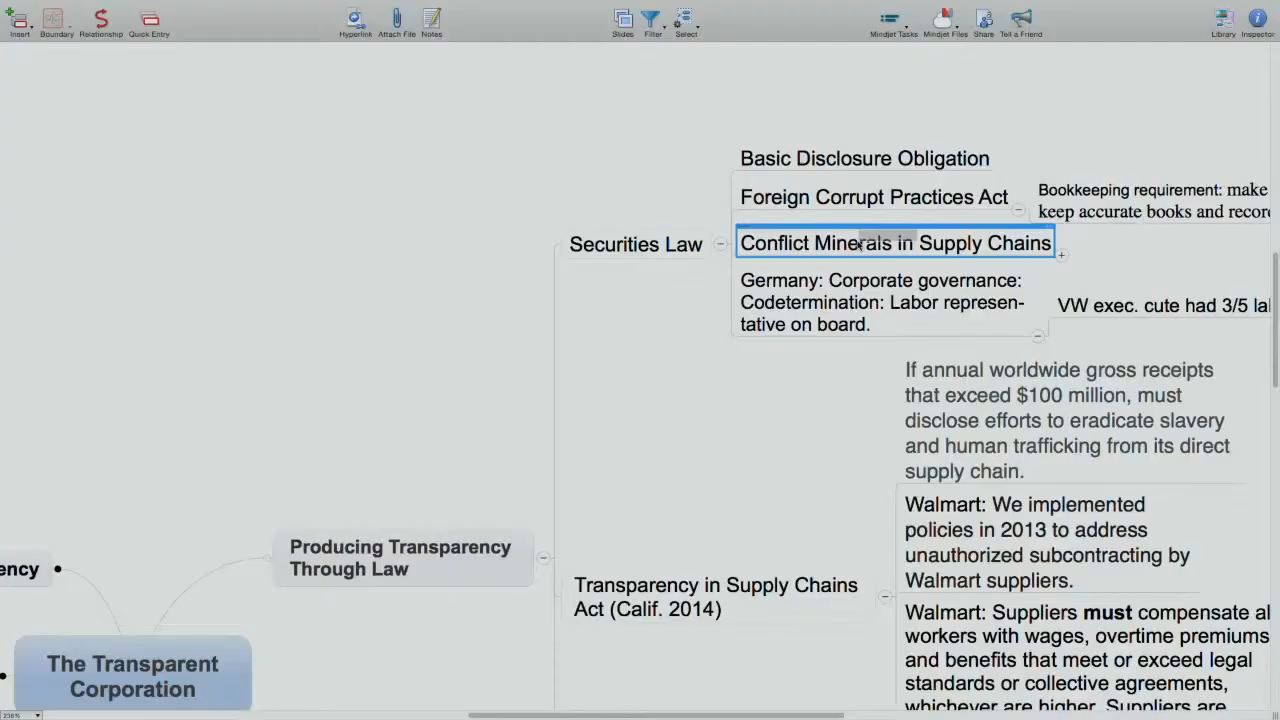 Insert
Boundary
Relationship
Quick Entry
Hyperlink
Attach File
Notes
Slides
Filter
Select
Mindjet Tasks
Mindjet Files
Share
Tell a Friend
Library
Inspector
Basic Disclosure Obligation
Foreign Corrupt Practices Act
Bookkeeping requirement: make
keep accurate books and recor
Securities Law
Conflict Minerals in Supply Chains
Germany: Corporate governance:
Codetermination: Labor represen-
tative on board.
VW exec. cute had 3/5 la
If annual worldwide gross receipts
that exceed $100 million, must
disclose efforts to eradicate slavery
and human trafficking from its direct
supply chain.
Walmart: We implemented
policies in 2013 to address
unauthorized subcontracting by
Walmart suppliers.
Producing Transparency
Through Law
ency
Transparency in Supply Chains
Act (Calif. 2014)
Walmart: Suppliers must compensate al
workers with wages, overtime premiums
and benefits that meet or exceed legal
standards or collective agreements,
whichever are higher. Suppliers are
The Transparent
Corporation
236%